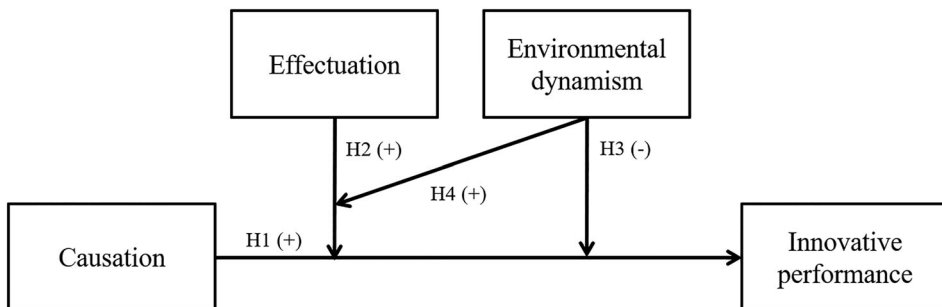 Effectuation
Environmental
dynamism
H2 (+)
H3 (-)
H4 (+)
H1 (+)
Causation
Innovative
performance